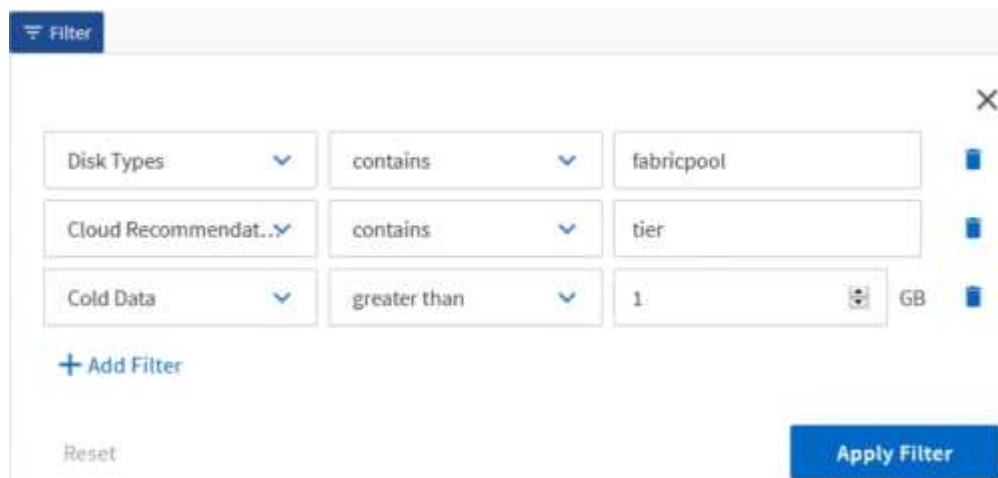 Filter
Disk Types contains fabricpool
Cloud Recommendat... contains tier
Cold Data greater than 1 GB
Add Filter
Reset Apply Filter